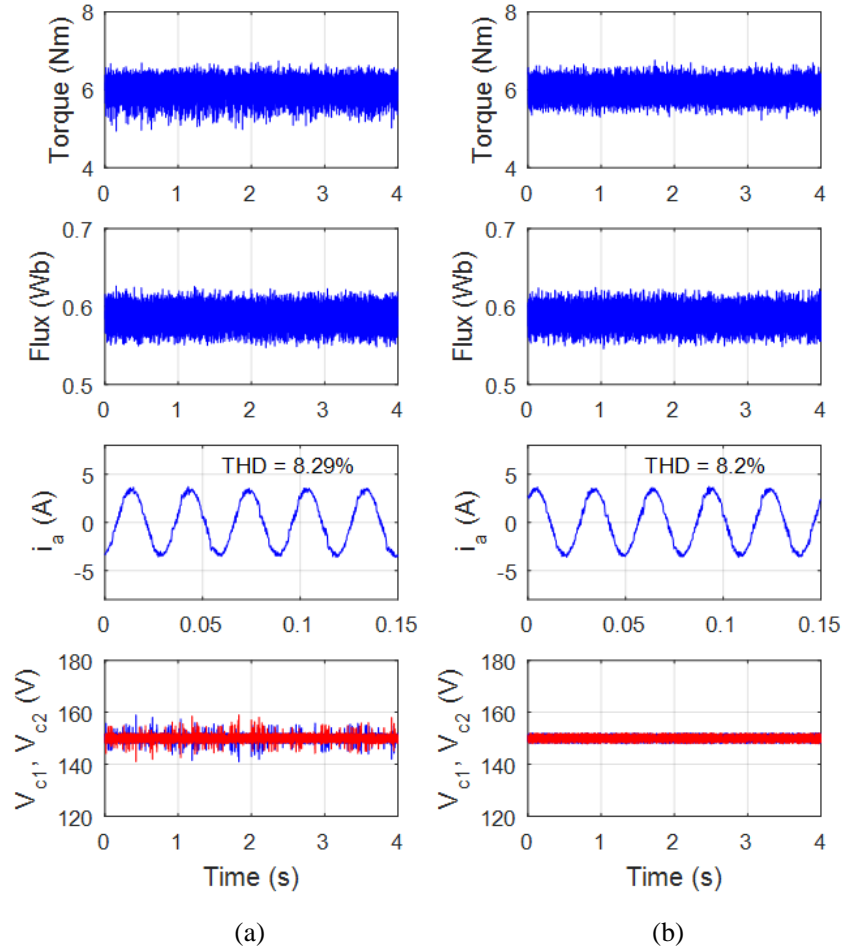 8
6
4
Torque (Nm)
0 1 2 3 4
8
6
4
Torque (Nm)
0 1 2 3 4
0.7
0.6
0.5
Flux (Wb)
0 1 2 3 4
0.7
0.6
0.5
Flux (Wb)
0 1 2 3 4
5
0
-5
i_a (A)
THD = 8.29%
0 0.05 0.1 0.15
5
0
-5
i_a (A)
THD = 8.2%
0 0.05 0.1 0.15
180
160
140
120
V_c1, V_c2 (V)
0 1 2 3 4
Time (s)
180
160
140
120
V_c1, V_c2 (V)
0 1 2 3 4
Time (s)
(a)
(b)